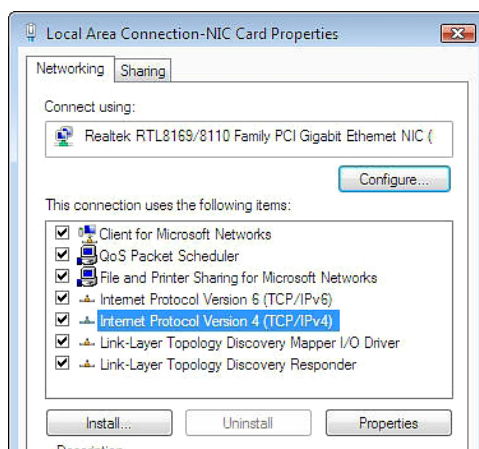 Local Area Connection-NIC Card Properties
Networking
Sharing
Connect using:
Realtek RTL8169/8110 Family PCI Gigabit Ethernet NIC (
Configure...
This connection uses the following items:
Client for Microsoft Networks
QoS Packet Scheduler
File and Printer Sharing for Microsoft Networks
Internet Protocol Version 6 (TCP/IPv6)
Internet Protocol Version 4 (TCP/IPv4)
Link-Layer Topology Discovery Mapper I/O Driver
Link-Layer Topology Discovery Responder
Install...
Uninstall
Properties
Description